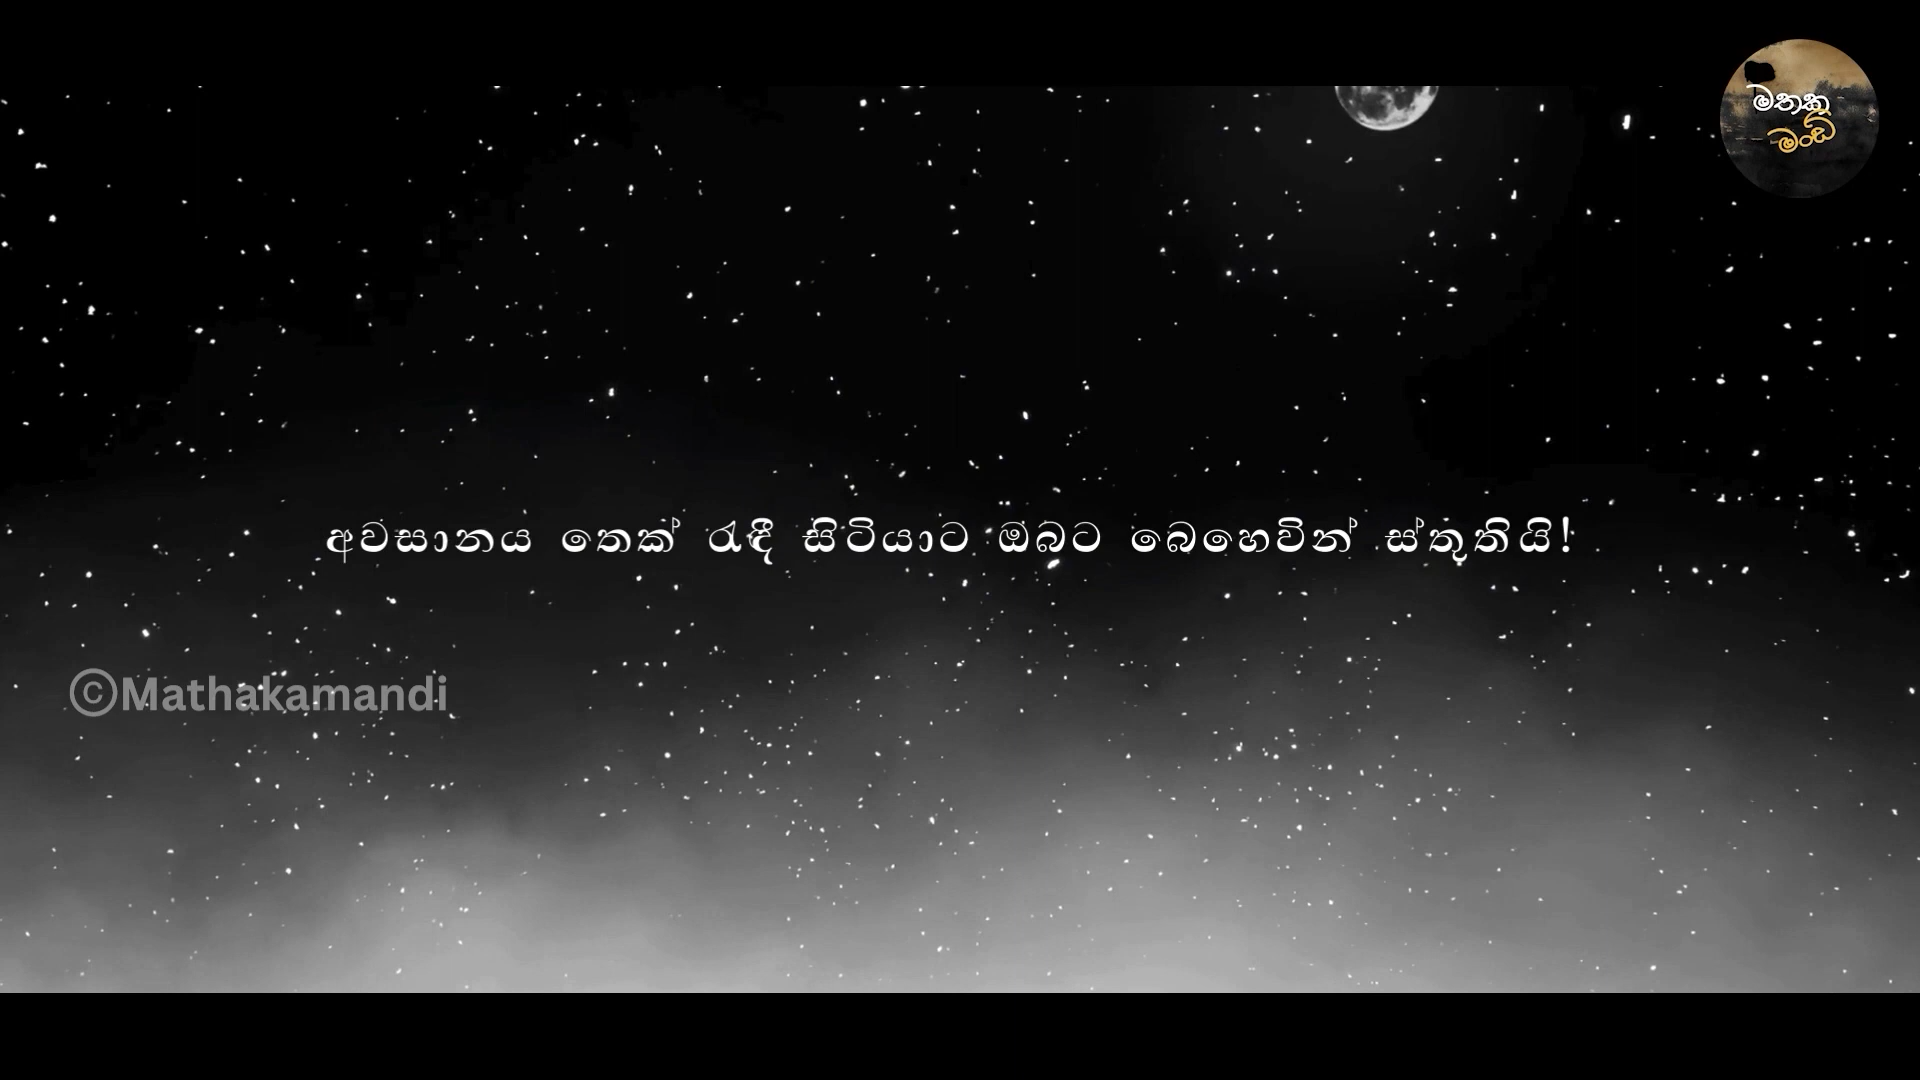 මතක
මංඩි
අවසානය තෙක් රැඳී සිටියාට ඔබට බෙහෙවින් ස්තූතියි!
©Mathakamandi